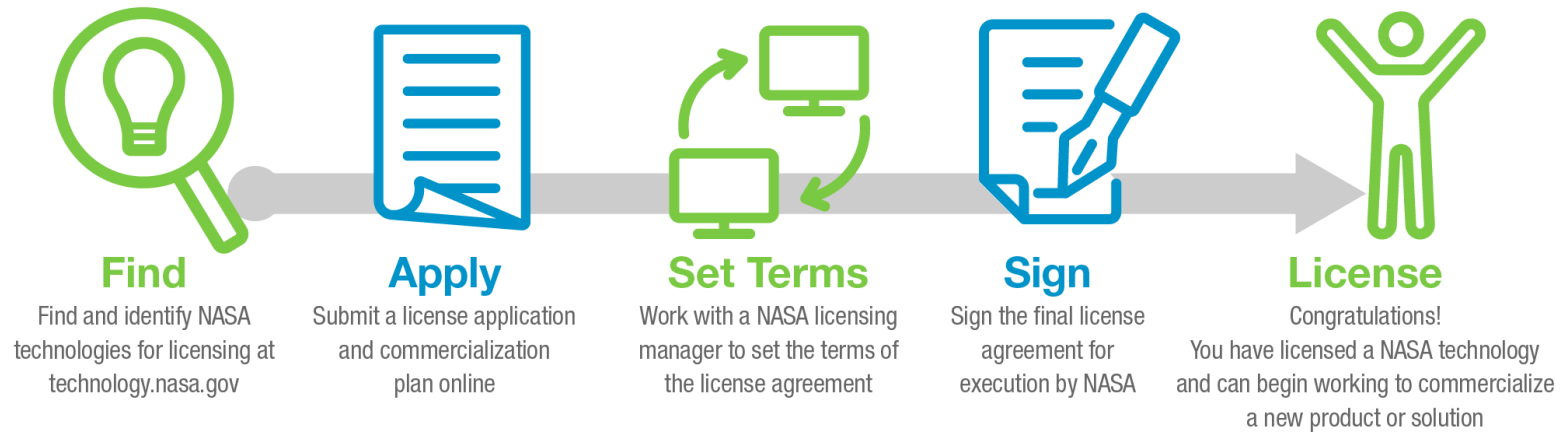 Find
Find and identify NASA
technologies for licensing at
technology.nasa.gov
Apply
Submit a license application
and commercialization
plan online
Set Terms
Work with a NASA licensing
manager to set the terms of
the license agreement
Sign
Sign the final license
agreement for
execution by NASA
License
Congratulations!
You have licensed a NASA technology
and can begin working to commercialize
a new product or solution